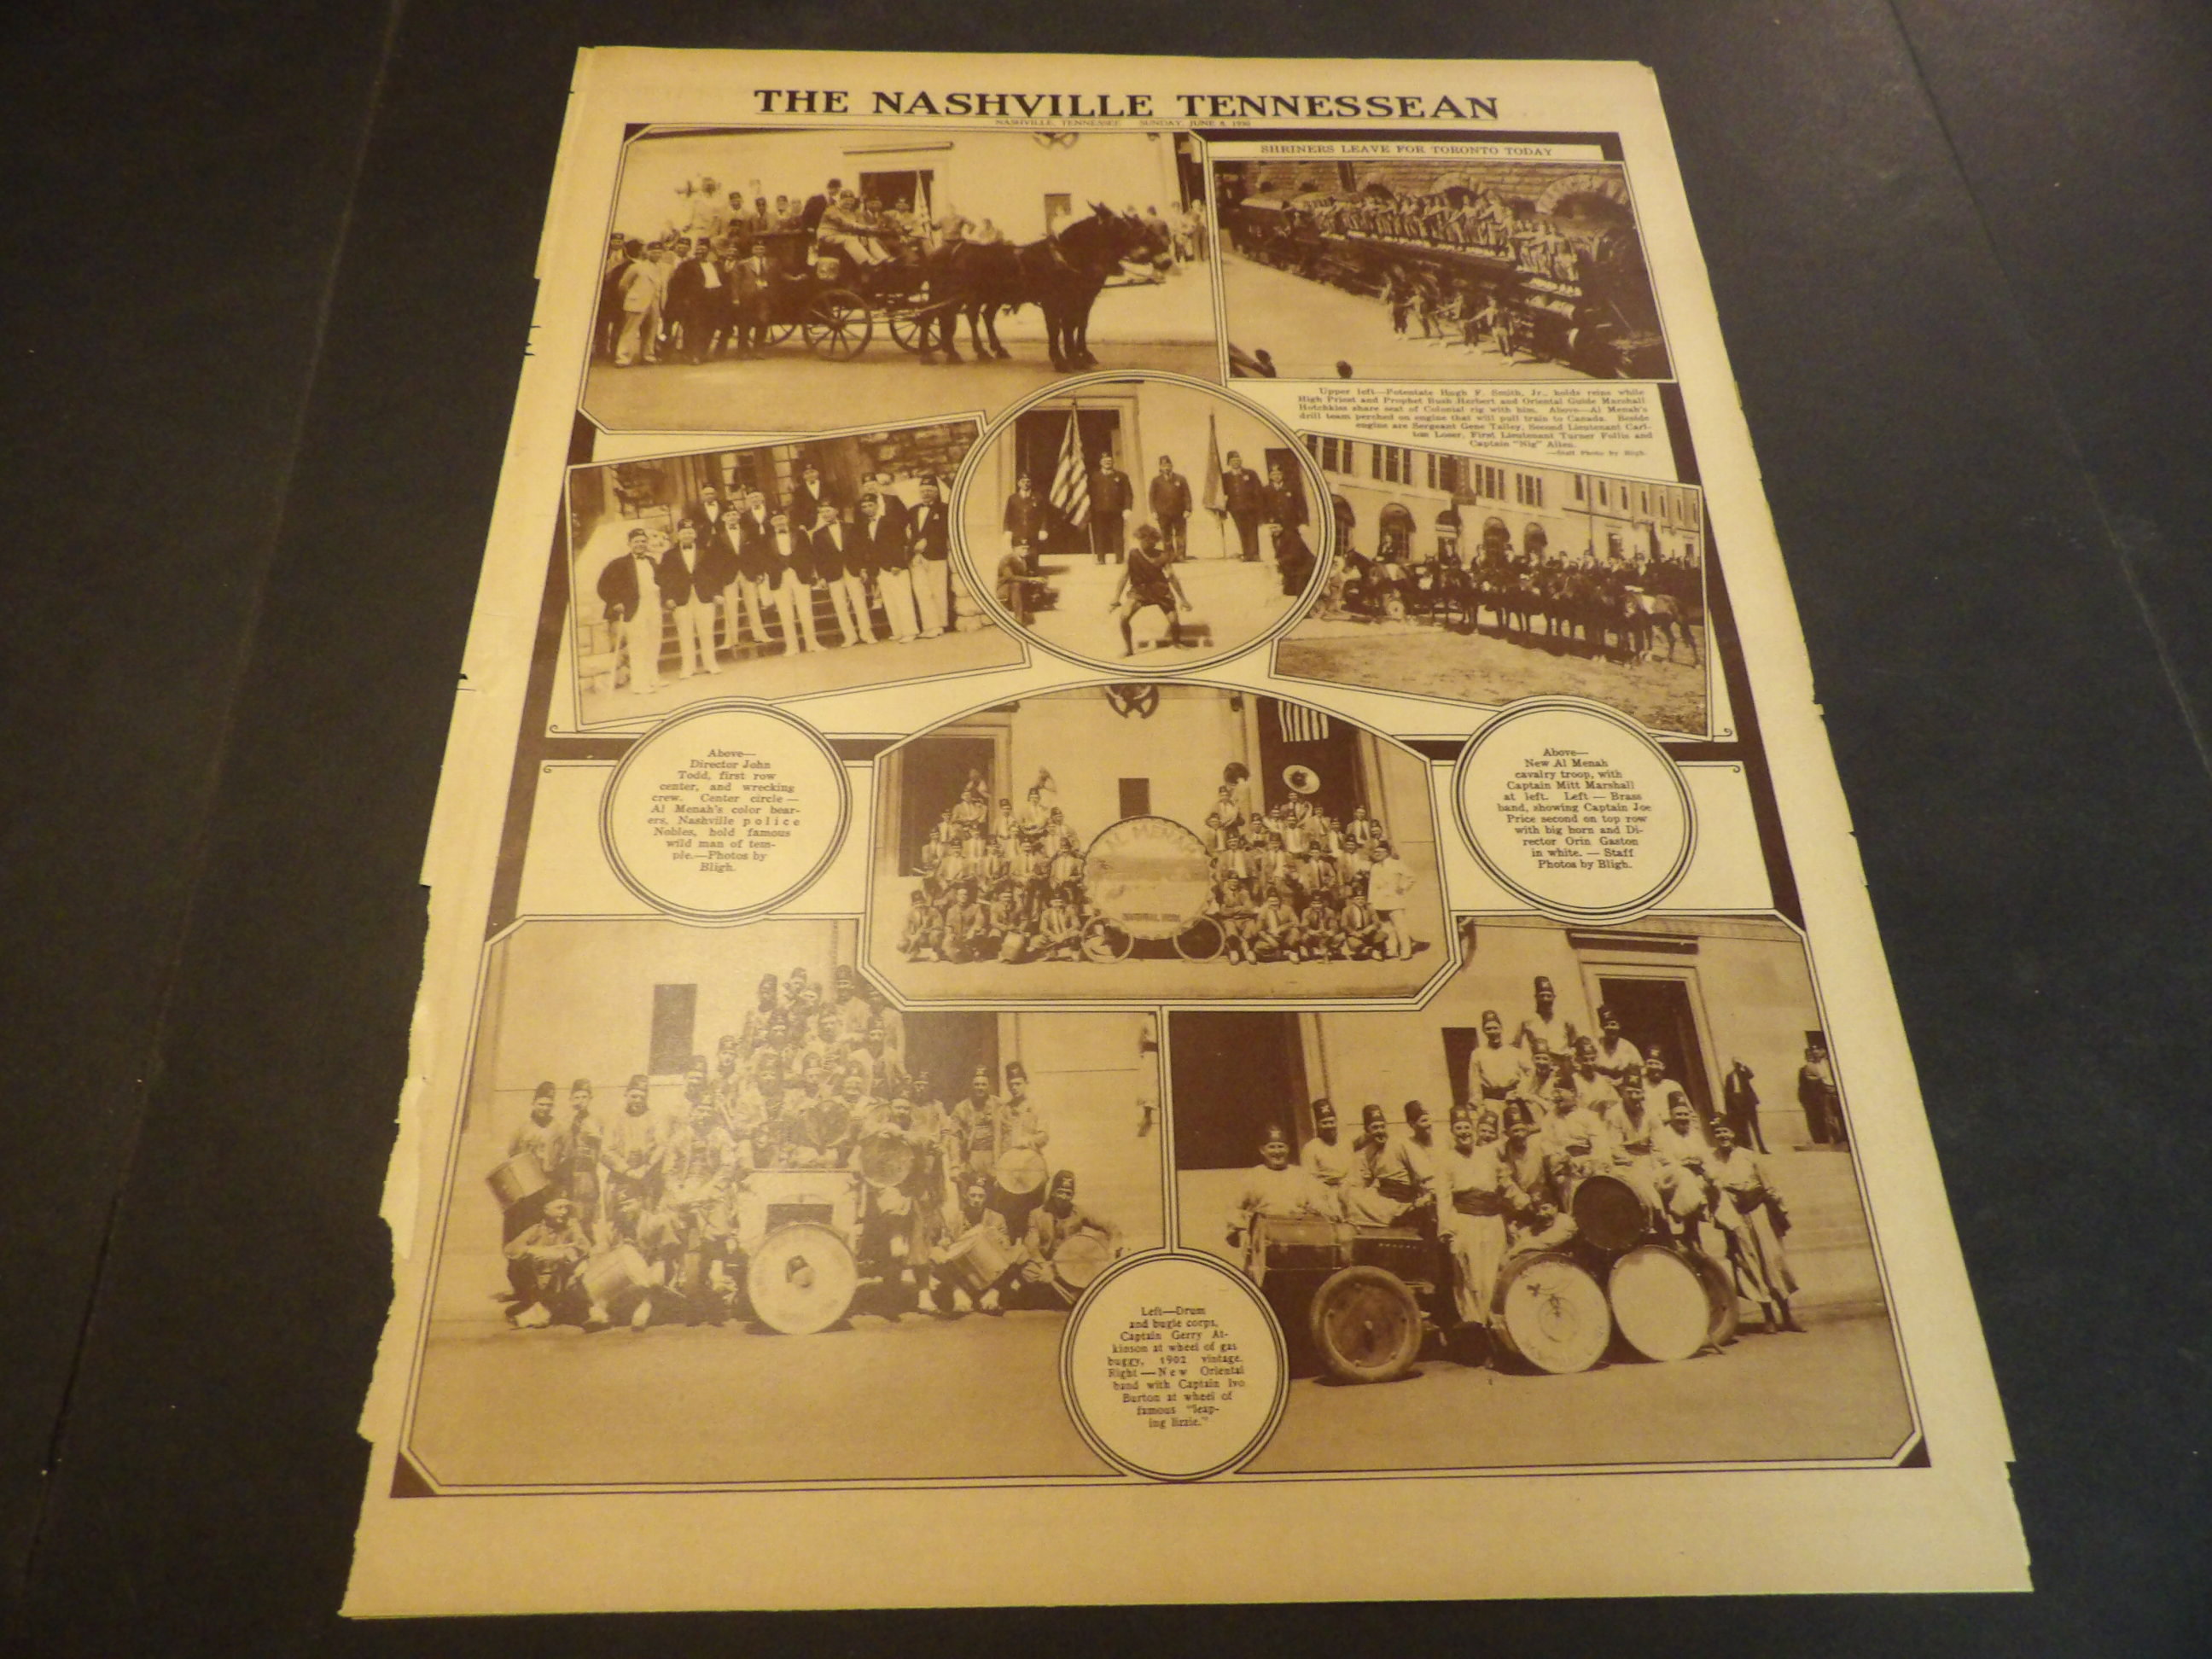 THE NASHVILLE TENNESSEAN
NASHVILLE, TENNESSEE SUNDAY, JUNE 8, 1930
SHRINERS LEAVE FOR TORONTO TODAY
Upper left—Potentate Hugh F. Smith, Jr., holds reins while
High Priest and Prophet Rush Herbert and Oriental Guide Marshall
Hotchkiss share seat of Colonial rig with him. Above—Al Menah's
drill team perched on engine that will pull train to Canada. Beside
engine are Sergeant Gene Talley, Second Lieutenant Carl-
ton Loser, First Lieutenant Turner Follis and
Captain "Nig" Allen.
—Staff Photo by Bligh.
Above—
Director John
Todd, first row
center, and wrecking
crew. Center circle—
Al Menah's color bear-
ers, Nashville police
Nobles, hold famous
wild man of tem-
ple.—Photos by
Bligh.
Above—
New Al Menah
cavalry troop, with
Captain Mitt Marshall
at left. Left — Brass
band, showing Captain Joe
Price second on top row
with big horn and Di-
rector Orin Gaston
in white. — Staff
Photos by Bligh.
Left—Drum
and bugle corps,
Captain Gerry At-
kinson at wheel of gas
buggy, 1902 vintage.
Right—New Oriental
band with Captain Ivo
Burton at wheel of
famous "leap-
ing lizzie."